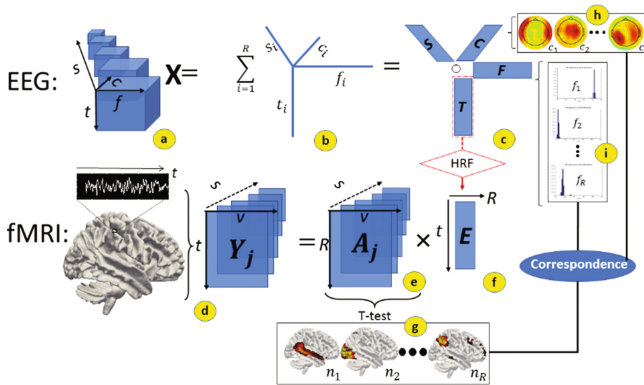 EEG:
S
c
t
f
a
X =
R
∑
i=1
s_i
c_i
f_i
t_i
b
=
S
C
F
T
c
h
c_1
c_2
c
f_1
f_2
f_R
i
HRF
fMRI:
t
t
S
v
Y_j
d
=
S
v
R
A_j
e
×
R
t
E
f
Correspondence
T-test
g
n_1
n_2
n_R